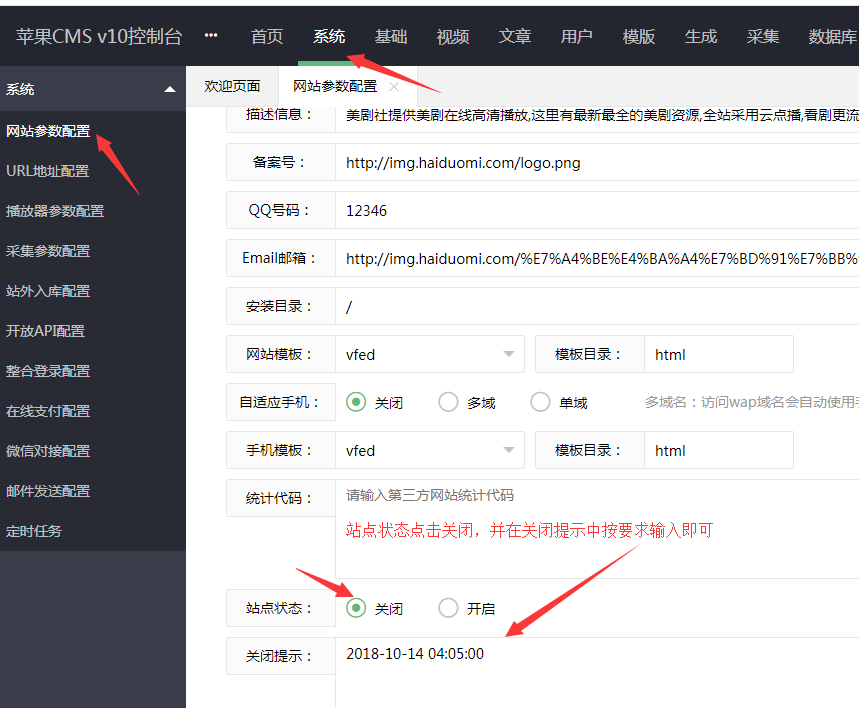 苹果CMS v10控制台 ••• 首页 系统 基础 视频 文章 用户 模版 生成 采集 数据库
系统
网站参数配置
URL地址配置
播放器参数配置
采集参数配置
站外入库配置
开放API配置
整合登录配置
在线支付配置
微信对接配置
邮件发送配置
定时任务
欢迎页面 网站参数配置 ×
描述信息： 美剧社提供美剧在线高清播放,这里有最新最全的美剧资源,全站采用云点播,看剧更流
备案号： http://img.haiduomi.com/logo.png
QQ号码： 12346
Email邮箱： http://img.haiduomi.com/%E7%A4%BE%E4%BA%A4%E7%BD%91%E7%BB%
安装目录： /
网站模板： vfed 模板目录： html
自适应手机： 关闭 多域 单域 多域名：访问wap域名会自动使用手
手机模板： vfed 模板目录： html
统计代码： 请输入第三方网站统计代码
站点状态点击关闭，并在关闭提示中按要求输入即可
站点状态： 关闭 开启
关闭提示： 2018-10-14 04:05:00